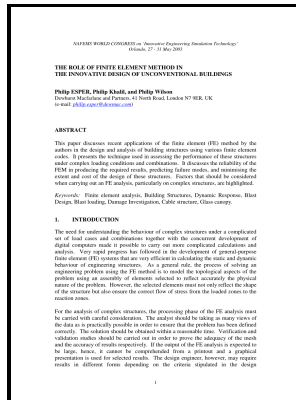 NAFEMS WORLD CONGRESS on 'Innovative Engineering Simulation Technology'
Orlando, 27 - 31 May 2003
THE ROLE OF FINITE ELEMENT METHOD IN
THE INNOVATIVE DESIGN OF UNCONVENTIONAL BUILDINGS
Philip ESPER, Philip Khalil, and Philip Wilson
Dewhurst Macfarlane and Partners, 41 North Road, London N7 9ER, UK
(e-mail: philip.esper@dewmac.com)
ABSTRACT
This paper discusses recent applications of the finite element (FE) method by the
authors in the design and analysis of building structures using various finite element
codes. It presents the technique used in assessing the performance of these structures
under complex loading conditions and combinations. It discusses the reliability of the
FEM in producing the required results, predicting failure modes, and minimising the
extent and cost of the design of these structures. Factors that should be considered
when carrying out an FE analysis, particularly on complex structures, are highlighted.
Keywords: Finite element analysis, Building Structures, Dynamic Response, Blast
Design, Blast loading, Damage Investigation, Cable structure, Glass canopy.
1. INTRODUCTION
The need for understanding the behaviour of complex structures under a complicated
set of load cases and combinations together with the concurrent development of
digital computers made it possible to carry out more complicated calculations and
analysis. Very rapid progress has followed in the development of general-purpose
finite element (FE) systems that are very efficient in calculating the static and dynamic
behaviour of engineering structures. As a general rule, the process of solving an
engineering problem using the FE method is to model the topological aspects of the
problem using an assembly of elements selected to reflect accurately the physical
nature of the problem. However, the selected elements must not only reflect the shape
of the structure but also ensure the correct flow of stress from the loaded zones to the
reaction zones.
For the analysis of complex structures, the processing phase of the FE analysis must
be carried with careful consideration. The analyst should be taking as many views of
the data as is practically possible in order to ensure that the problem has been defined
correctly. The solution should be obtained within a reasonable time. Verification and
validation studies should be carried out in order to prove the adequacy of the mesh
and the accuracy of results respectively. If the output of the FE analysis is expected to
be large, hence, it cannot be comprehended from a printout and a graphical
presentation is used for selected results. The design engineer, however, may require
results in different forms depending on the criteria stipulated in the design
1